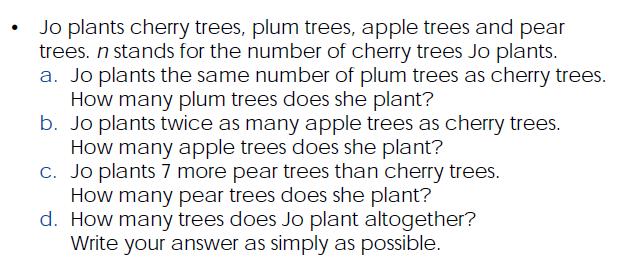 • Jo plants cherry trees, plum trees, apple trees and pear
trees. n stands for the number of cherry trees Jo plants.
a. Jo plants the same number of plum trees as cherry trees.
How many plum trees does she plant?
b. Jo plants twice as many apple trees as cherry trees.
How many apple trees does she plant?
c. Jo plants 7 more pear trees than cherry trees.
How many pear trees does she plant?
d. How many trees does Jo plant altogether?
Write your answer as simply as possible.